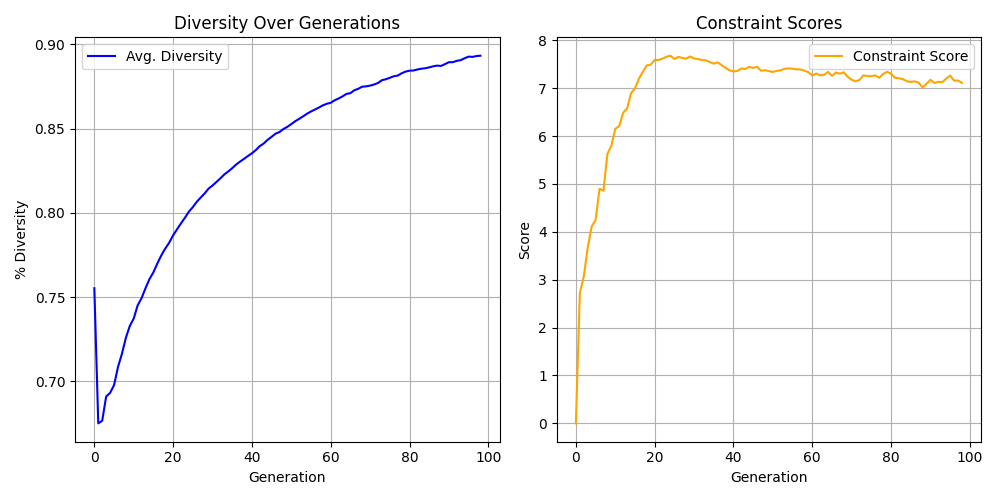 Diversity Over Generations
Avg. Diversity
% Diversity
0.90
0.85
0.80
0.75
0.70
0 20 40 60 80 100
Generation
Constraint Scores
Constraint Score
Score
8
7
6
5
4
3
2
1
0
0 20 40 60 80 100
Generation